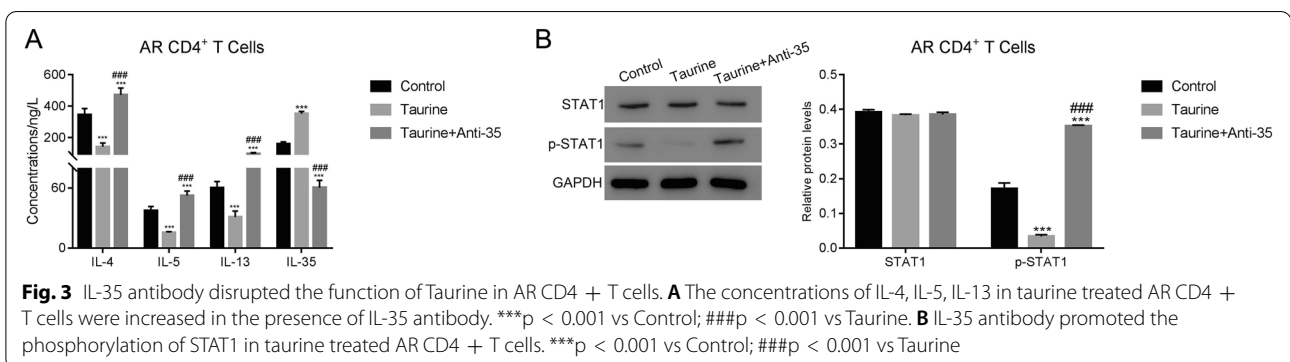 A
AR CD4+ T Cells
Concentrations/ng/L
600
400
200
60
0
###
***
***
###
***
***
###
***
***
***
###
***
IL-4
IL-5
IL-13
IL-35
Control
Taurine
Taurine+Anti-35
B
Control
Taurine
Taurine+Anti-35
STAT1
p-STAT1
GAPDH
AR CD4+ T Cells
Relative protein levels
0.5
0.4
0.3
0.2
0.1
0.0
***
###
***
STAT1
p-STAT1
Control
Taurine
Taurine+Anti-35
Fig. 3 IL-35 antibody disrupted the function of Taurine in AR CD4 + T cells. A The concentrations of IL-4, IL-5, IL-13 in taurine treated AR CD4 +
T cells were increased in the presence of IL-35 antibody. ***p < 0.001 vs Control; ###p < 0.001 vs Taurine. B IL-35 antibody promoted the
phosphorylation of STAT1 in taurine treated AR CD4 + T cells. ***p < 0.001 vs Control; ###p < 0.001 vs Taurine